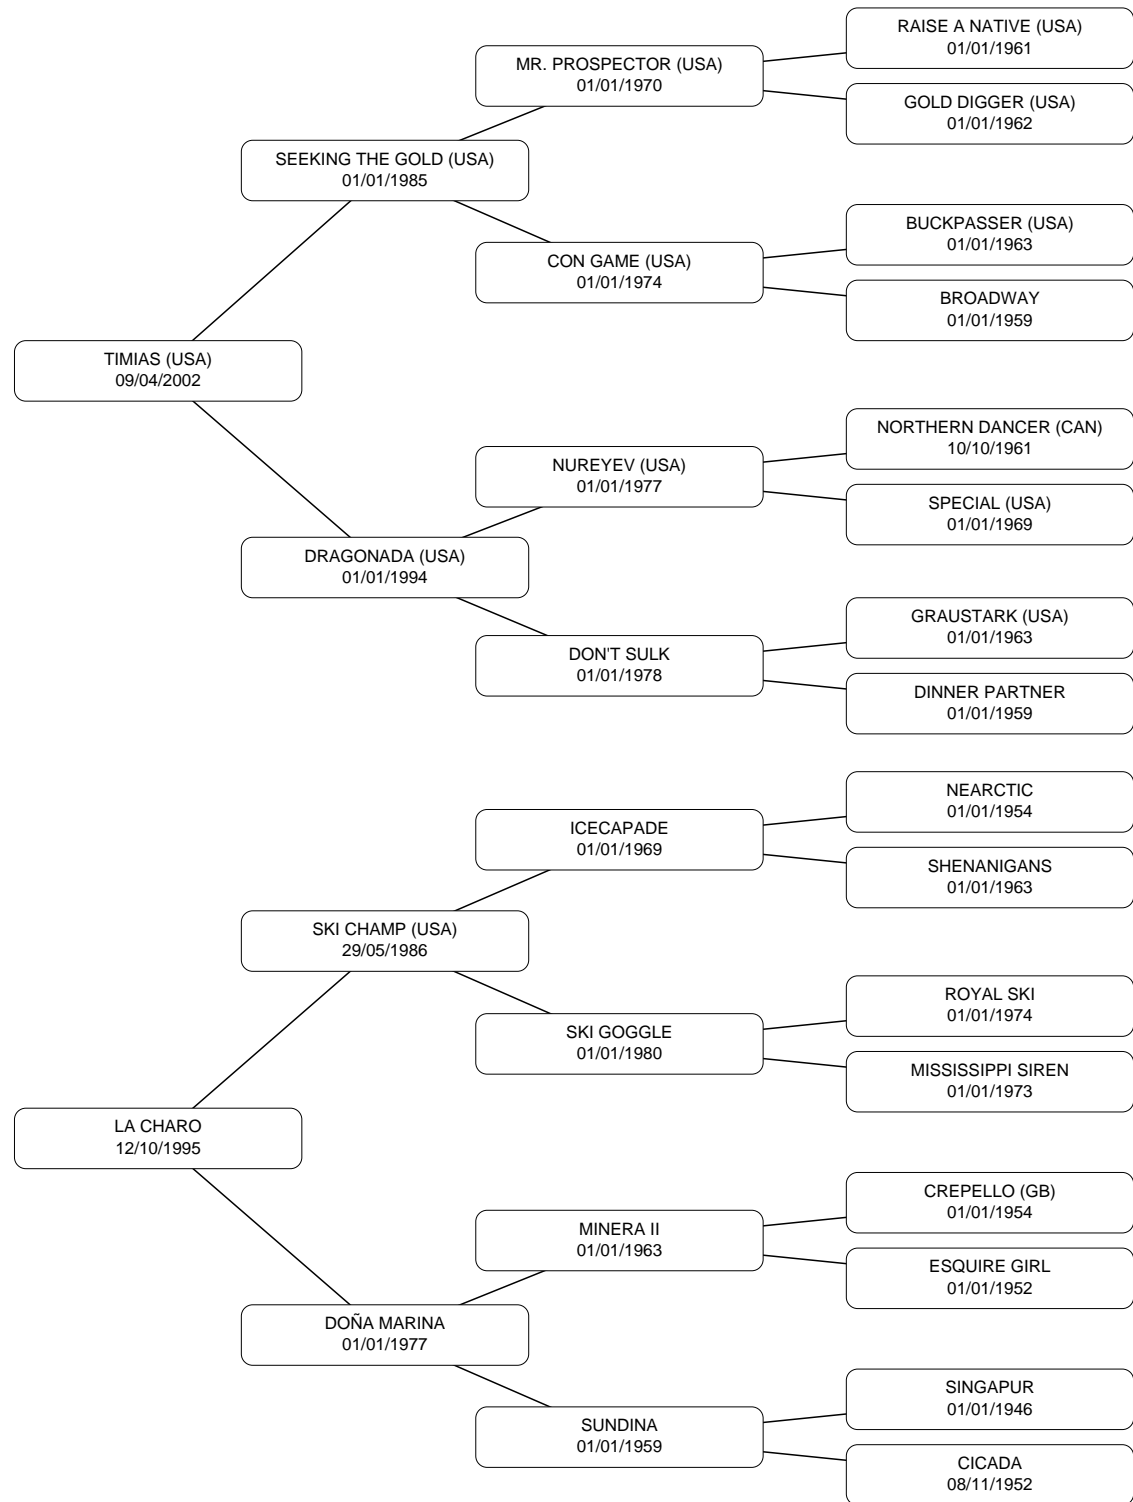 RAISE A NATIVE (USA)
01/01/1961
MR. PROSPECTOR (USA)
01/01/1970
GOLD DIGGER (USA)
01/01/1962
SEEKING THE GOLD (USA)
01/01/1985
BUCKPASSER (USA)
01/01/1963
CON GAME (USA)
01/01/1974
BROADWAY
01/01/1959
TIMIAS (USA)
09/04/2002
NORTHERN DANCER (CAN)
10/10/1961
NUREYEV (USA)
01/01/1977
SPECIAL (USA)
01/01/1969
DRAGONADA (USA)
01/01/1994
GRAUSTARK (USA)
01/01/1963
DON'T SULK
01/01/1978
DINNER PARTNER
01/01/1959
NEARCTIC
01/01/1954
ICECAPADE
01/01/1969
SHENANIGANS
01/01/1963
SKI CHAMP (USA)
29/05/1986
ROYAL SKI
01/01/1974
SKI GOGGLE
01/01/1980
MISSISSIPPI SIREN
01/01/1973
LA CHARO
12/10/1995
CREPELLO (GB)
01/01/1954
MINERA II
01/01/1963
ESQUIRE GIRL
01/01/1952
DOÑA MARINA
01/01/1977
SINGAPUR
01/01/1946
SUNDINA
01/01/1959
CICADA
08/11/1952